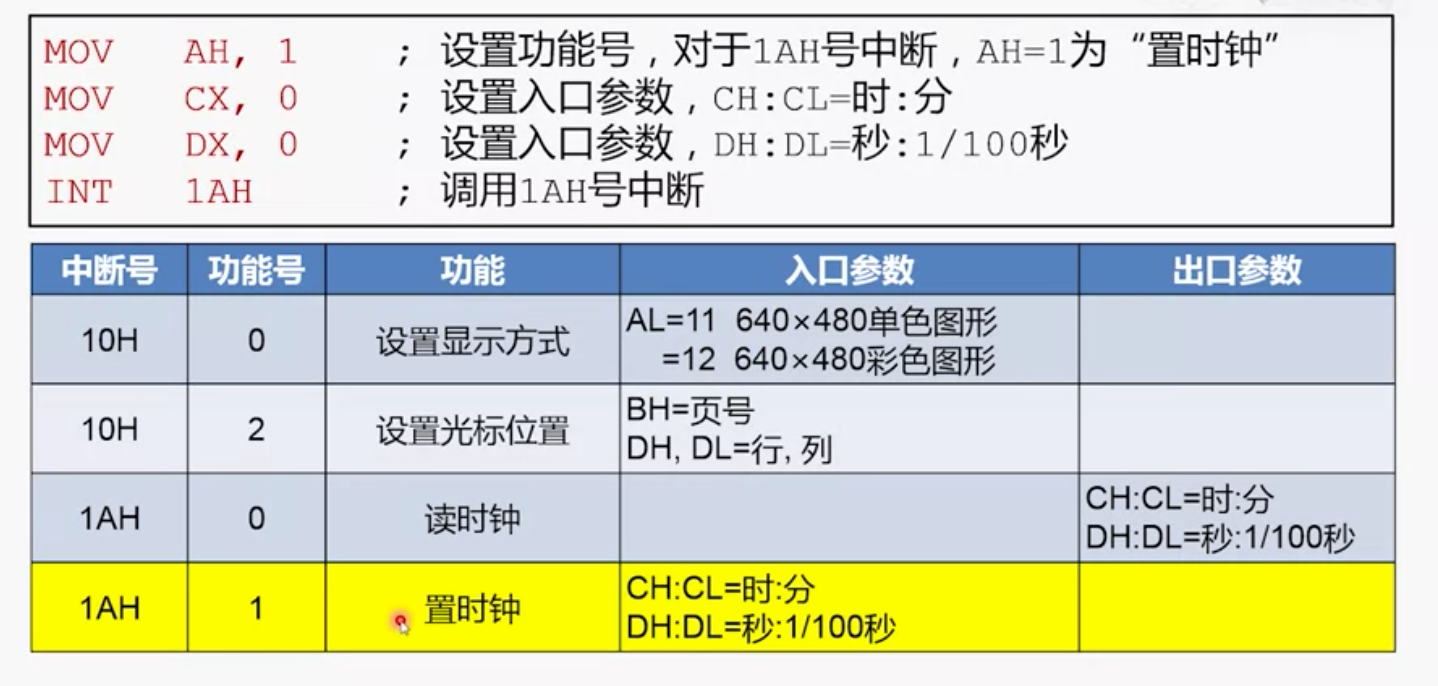 MOV AH, 1 ; 设置功能号，对于1AH号中断，AH=1为“置时钟”
MOV CX, 0 ; 设置入口参数，CH:CL=时:分
MOV DX, 0 ; 设置入口参数，DH:DL=秒:1/100秒
INT 1AH ; 调用1AH号中断
中断号 功能号 功能 入口参数 出口参数
10H 0 设置显示方式 AL=11 640×480单色图形
=12 640×480彩色图形
10H 2 设置光标位置 BH=页号
DH, DL=行, 列
1AH 0 读时钟 CH:CL=时:分
DH:DL=秒:1/100秒
1AH 1 置时钟 CH:CL=时:分
DH:DL=秒:1/100秒